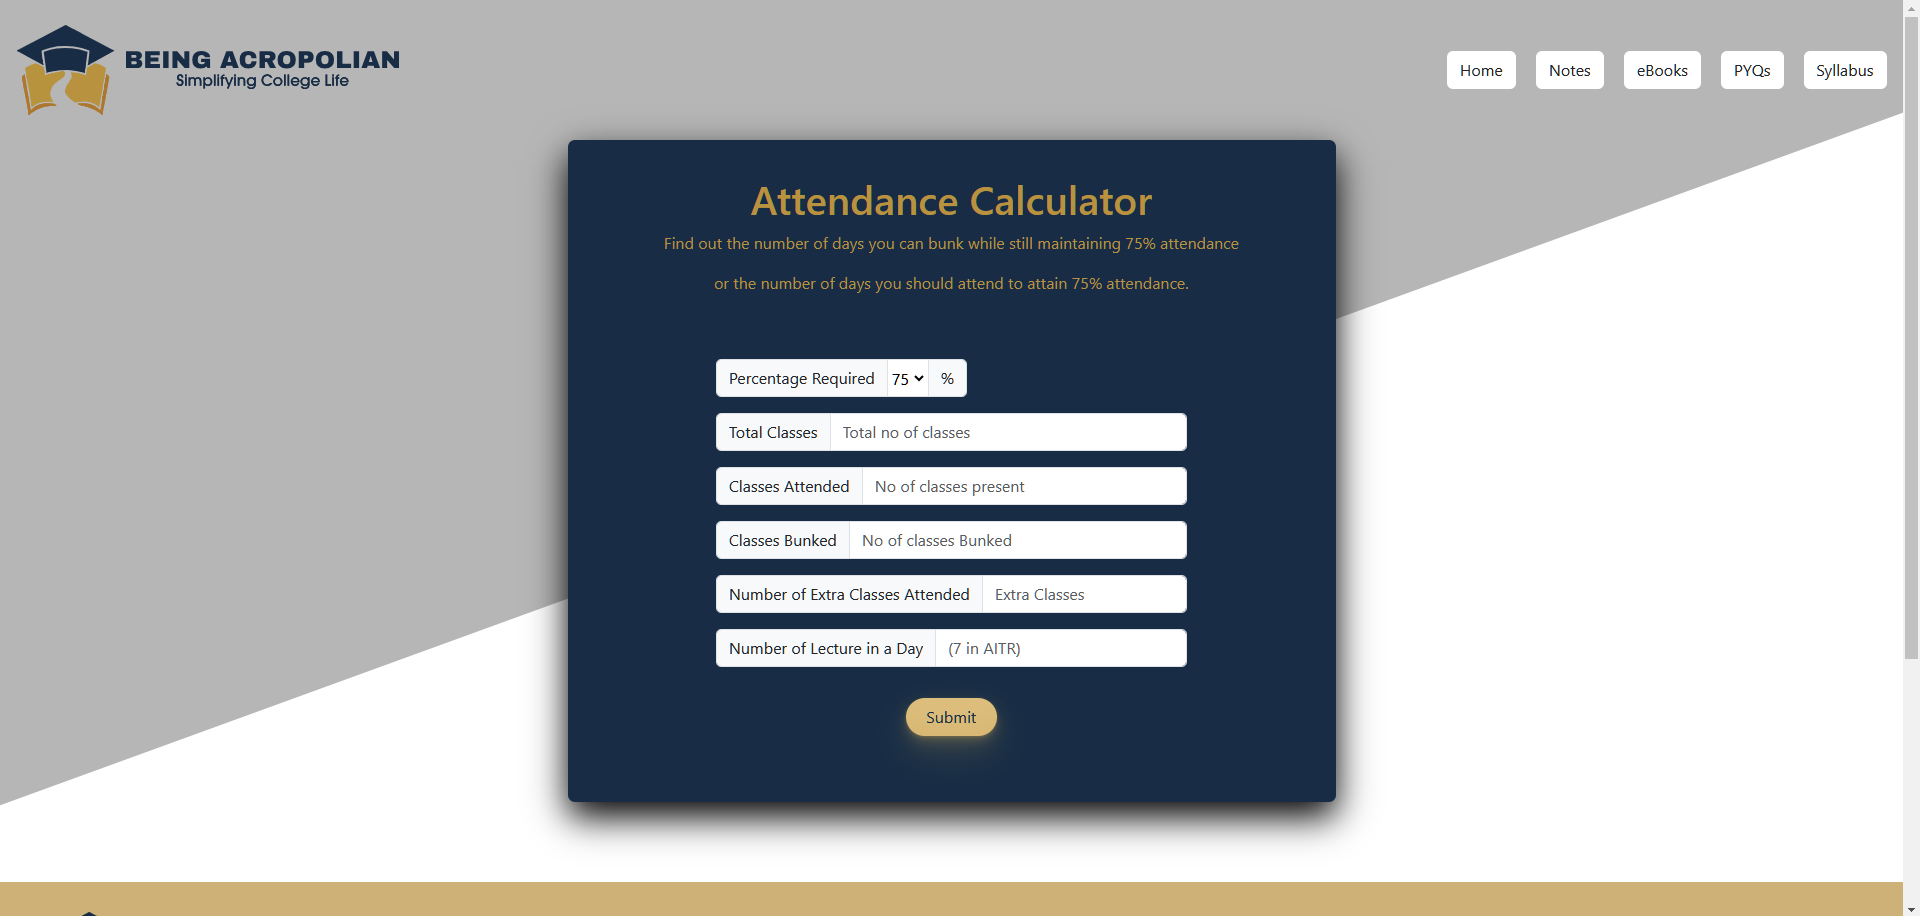 BEING ACROPOLIAN
Simplifying College Life
Home
Notes
eBooks
PYQs
Syllabus
Attendance Calculator
Find out the number of days you can bunk while still maintaining 75% attendance
or the number of days you should attend to attain 75% attendance.
Percentage Required 75 %
Total Classes Total no of classes
Classes Attended No of classes present
Classes Bunked No of classes Bunked
Number of Extra Classes Attended Extra Classes
Number of Lecture in a Day (7 in AITR)
Submit